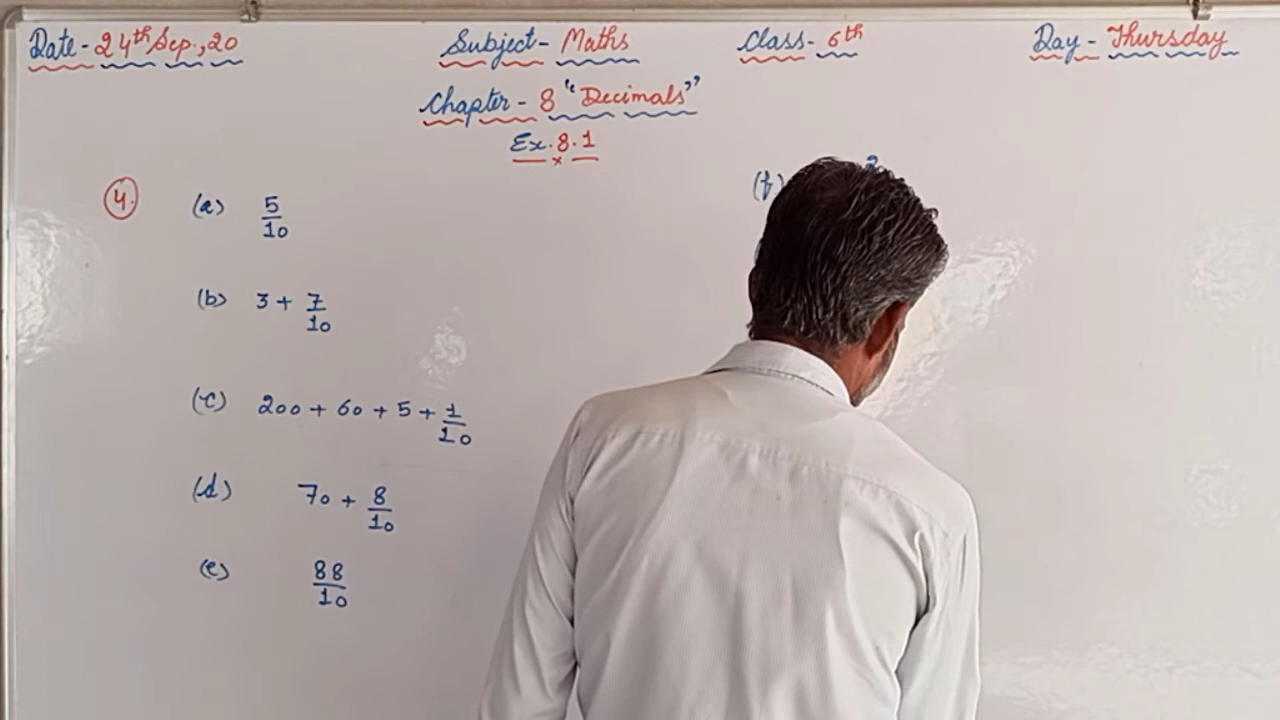 Date - 24th Sep., 20 Subject - Maths Class - 6th Day - Thursday
Chapter - 8 "Decimals"
Ex. 8.1
4. (a) 5/10
(b) 3 + 7/10
(c) 200 + 60 + 5 + 1/10
(d) 70 + 8/10
(e) 88/10
(f)